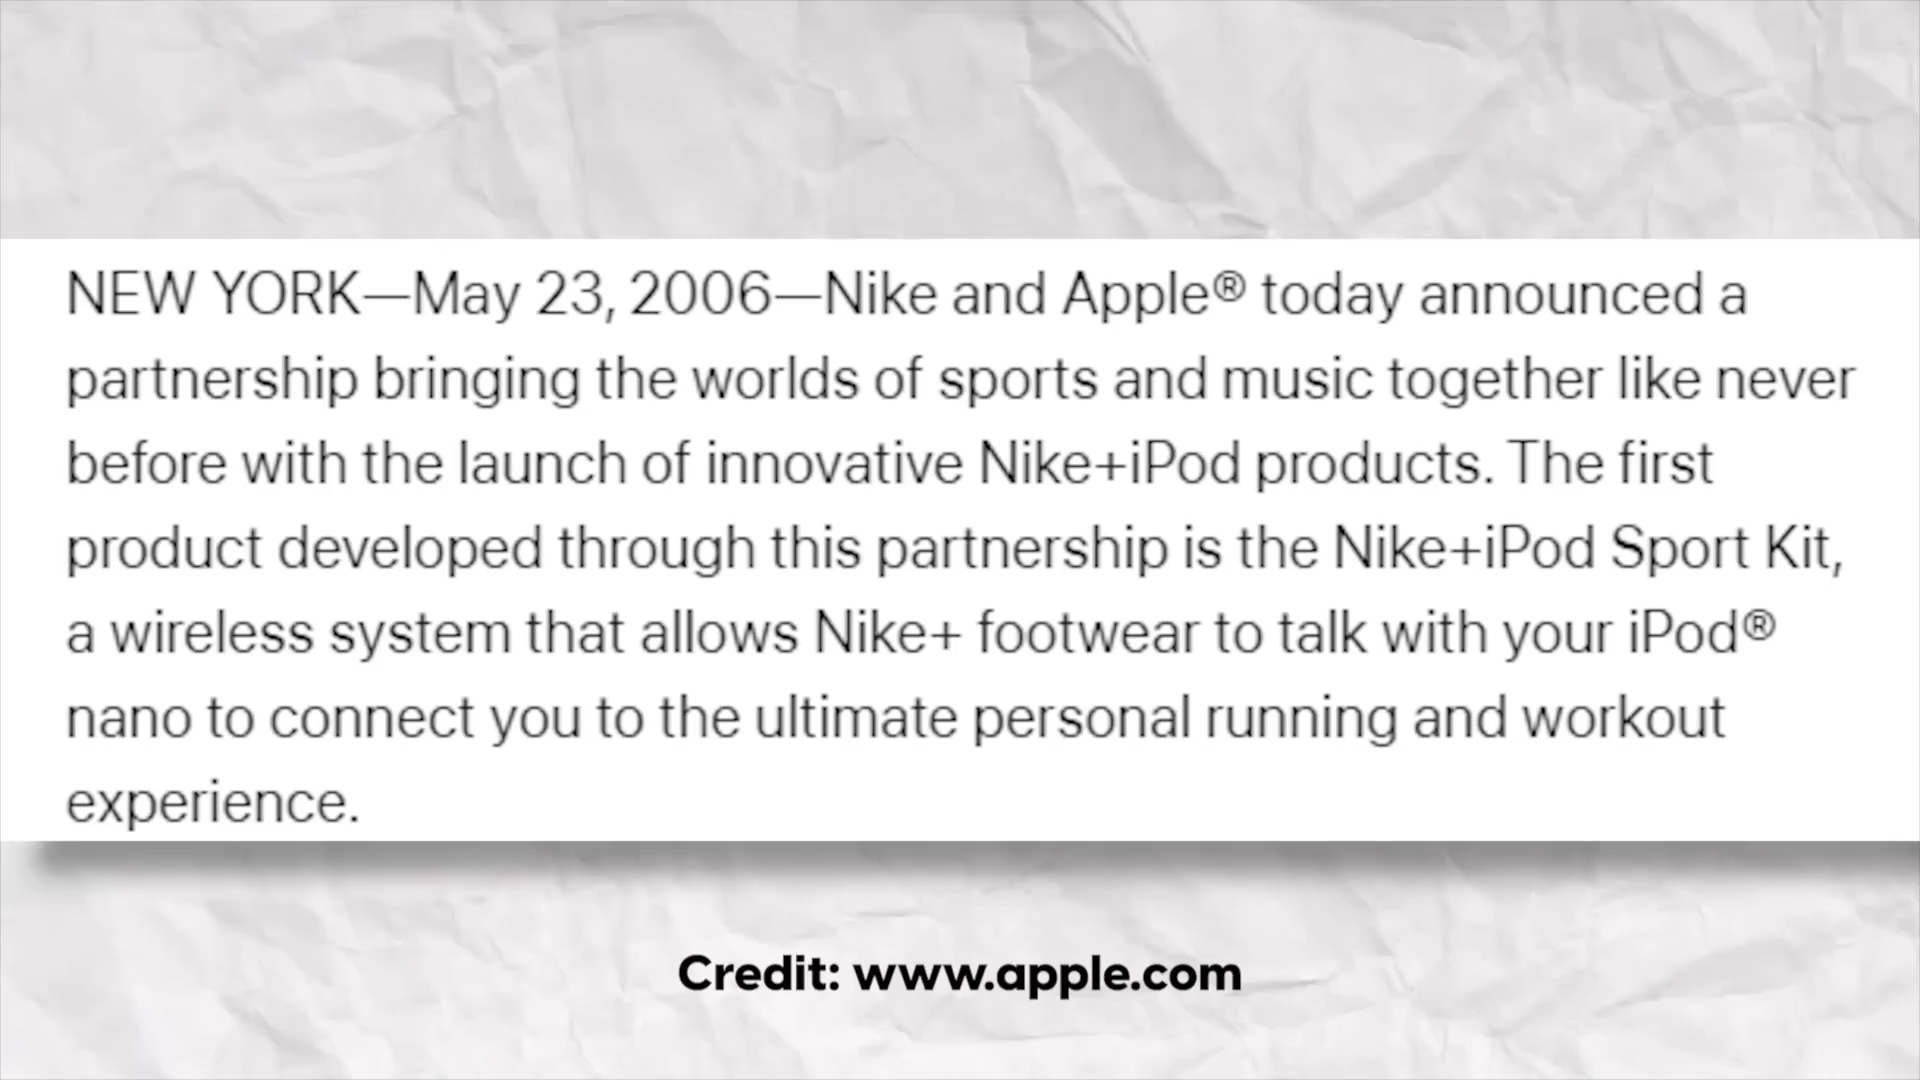 NEW YORK—May 23, 2006—Nike and Apple® today announced a
partnership bringing the worlds of sports and music together like never
before with the launch of innovative Nike+iPod products. The first
product developed through this partnership is the Nike+iPod Sport Kit,
a wireless system that allows Nike+ footwear to talk with your iPod®
nano to connect you to the ultimate personal running and workout
experience.
Credit: www.apple.com